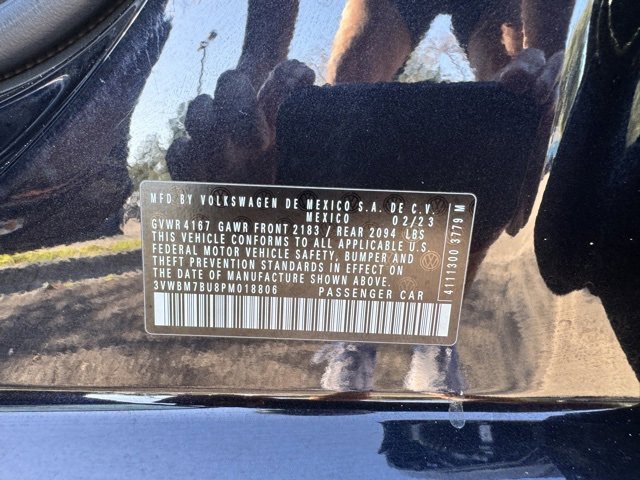 MFD BY VOLKSWAGEN DE MEXICO S.A. DE C.V.
MEXICO 02/23
GVWR4167 GAWR FRONT 2183 / REAR 2094 LBS
THIS VEHICLE CONFORMS TO ALL APPLICABLE U.S.
FEDERAL MOTOR VEHICLE SAFETY, BUMPER AND
THEFT PREVENTION STANDARDS IN EFFECT ON
THE DATE OF MANUFACTURE SHOWN ABOVE.
3VWBM7BU8PM018806 PASSENGER CAR
4111300 3779 M